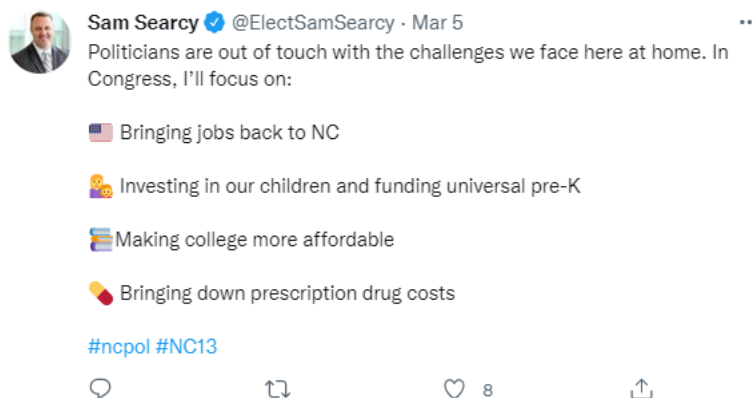 Sam Searcy @ElectSamSearcy · Mar 5
Politicians are out of touch with the challenges we face here at home. In
Congress, I’ll focus on:
Bringing jobs back to NC
Investing in our children and funding universal pre-K
Making college more affordable
Bringing down prescription drug costs
#ncpol #NC13
8